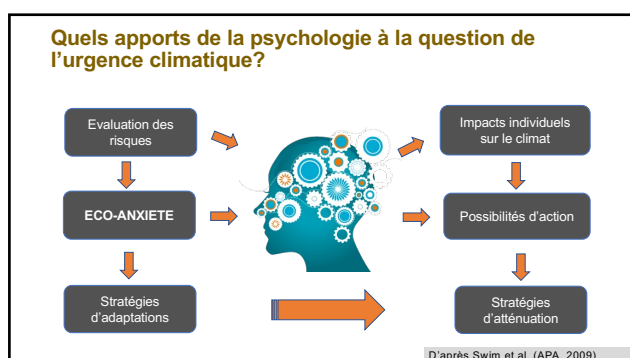 Quels apports de la psychologie à la question de
l'urgence climatique?
Evaluation des
risques
Impacts individuels
sur le climat
ECO-ANXIETE
Possibilités d'action
Stratégies
d'adaptations
Stratégies
d'atténuation
D'après Swim et al. (APA, 2009)